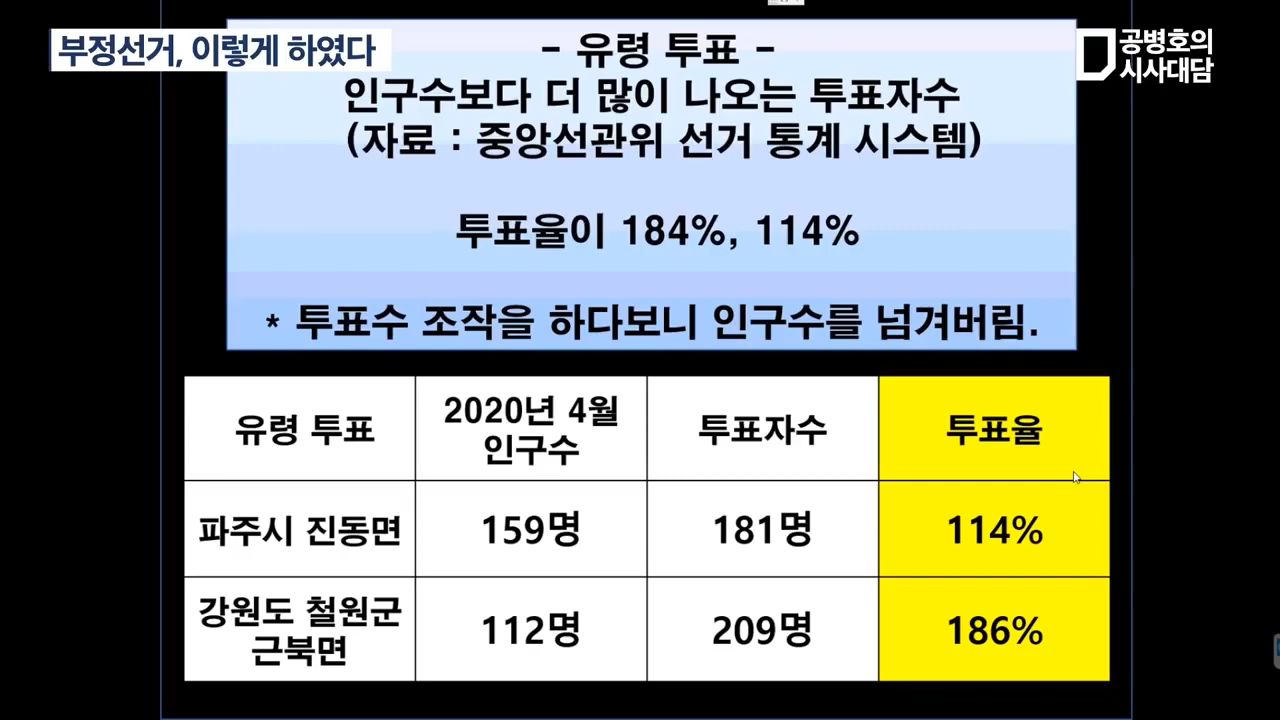 부정선거, 이렇게 하였다
공병호의
시사대담
- 유령 투표 -
인구수보다 더 많이 나오는 투표자수
(자료 : 중앙선관위 선거 통계 시스템)
투표율이 184%, 114%
* 투표수 조작을 하다보니 인구수를 넘겨버림.
유령 투표
2020년 4월
인구수
투표자수
투표율
파주시 진동면
159명
181명
114%
강원도 철원군
근북면
112명
209명
186%